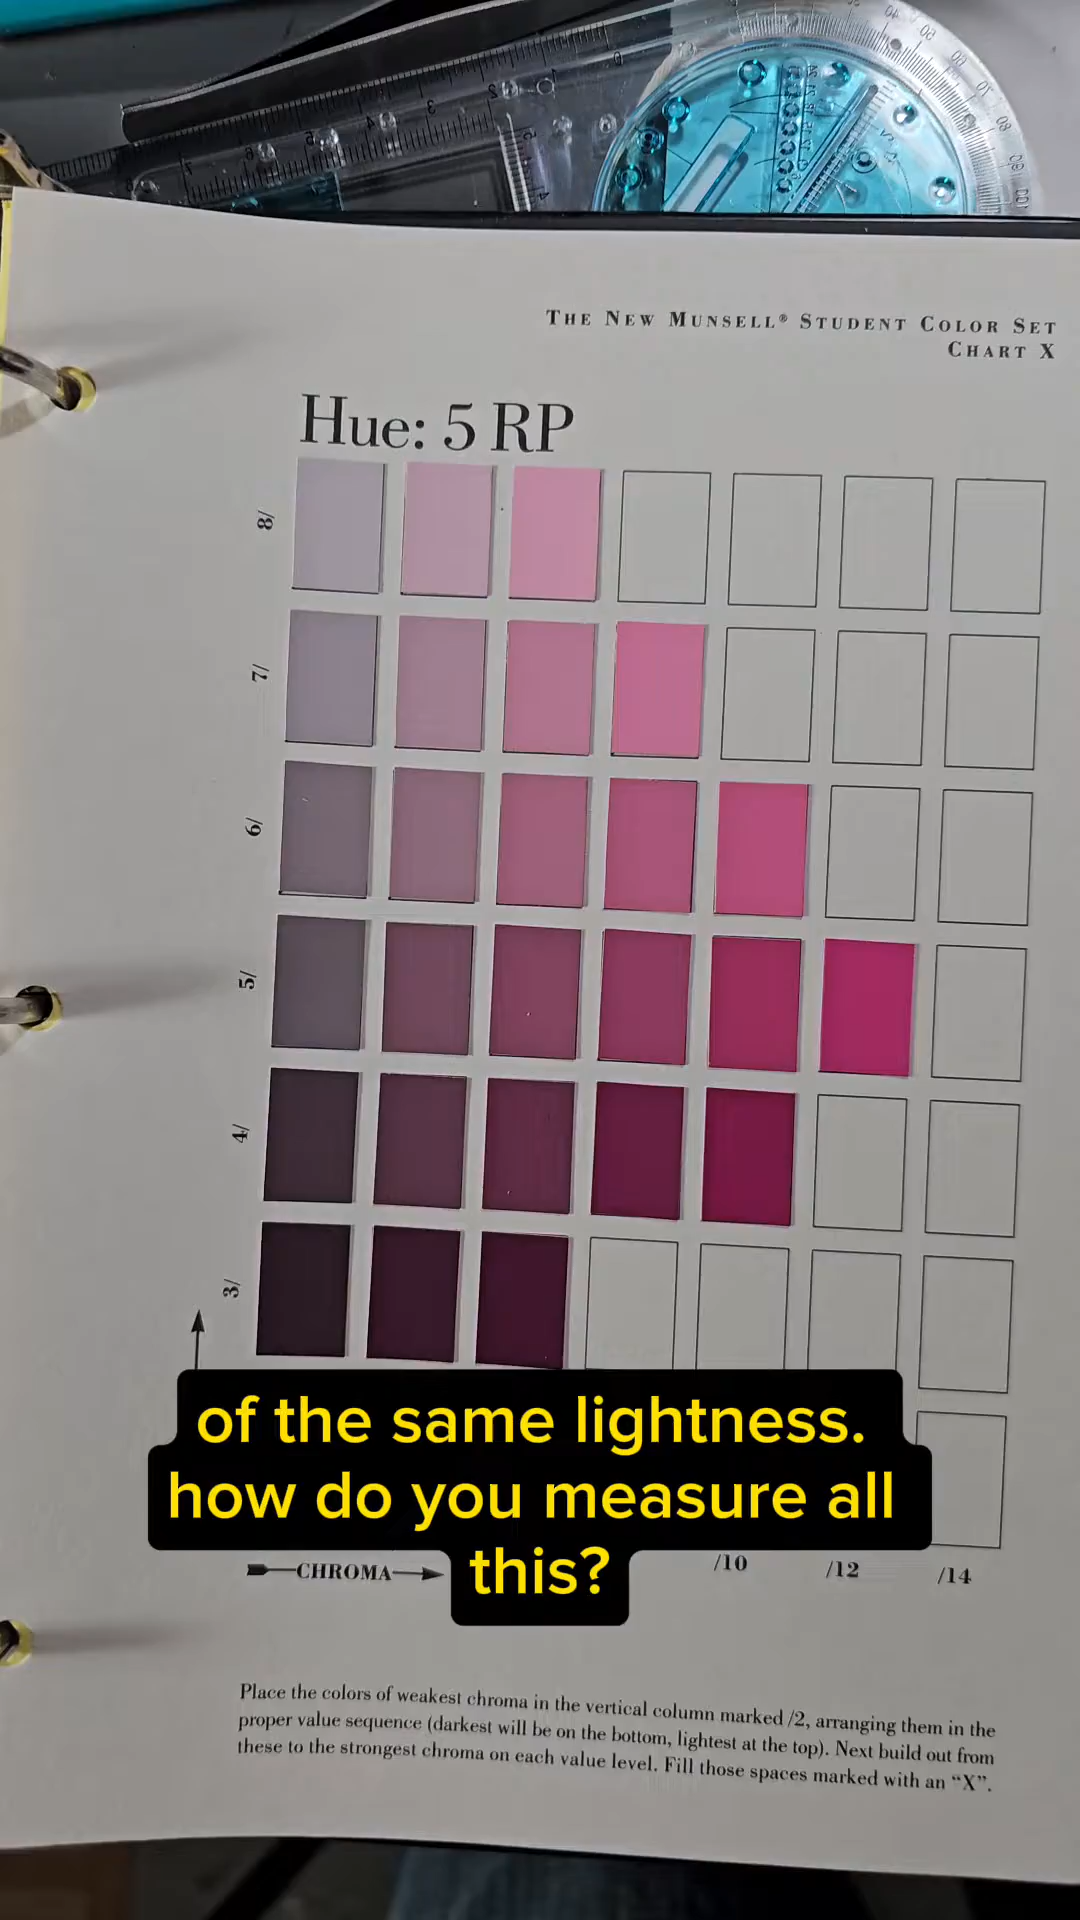 THE NEW MUNSELL® STUDENT COLOR SET
CHART X
Hue: 5 RP
8/
7/
6/
5/
4/
3/
of the same lightness.
how do you measure all
this?
CHROMA
/10
/12
/14
Place the colors of weakest chroma in the vertical column marked /2, arranging them in the
proper value sequence (darkest will be on the bottom, lightest at the top). Next build out from
these to the strongest chroma on each value level. Fill those spaces marked with an “X”.